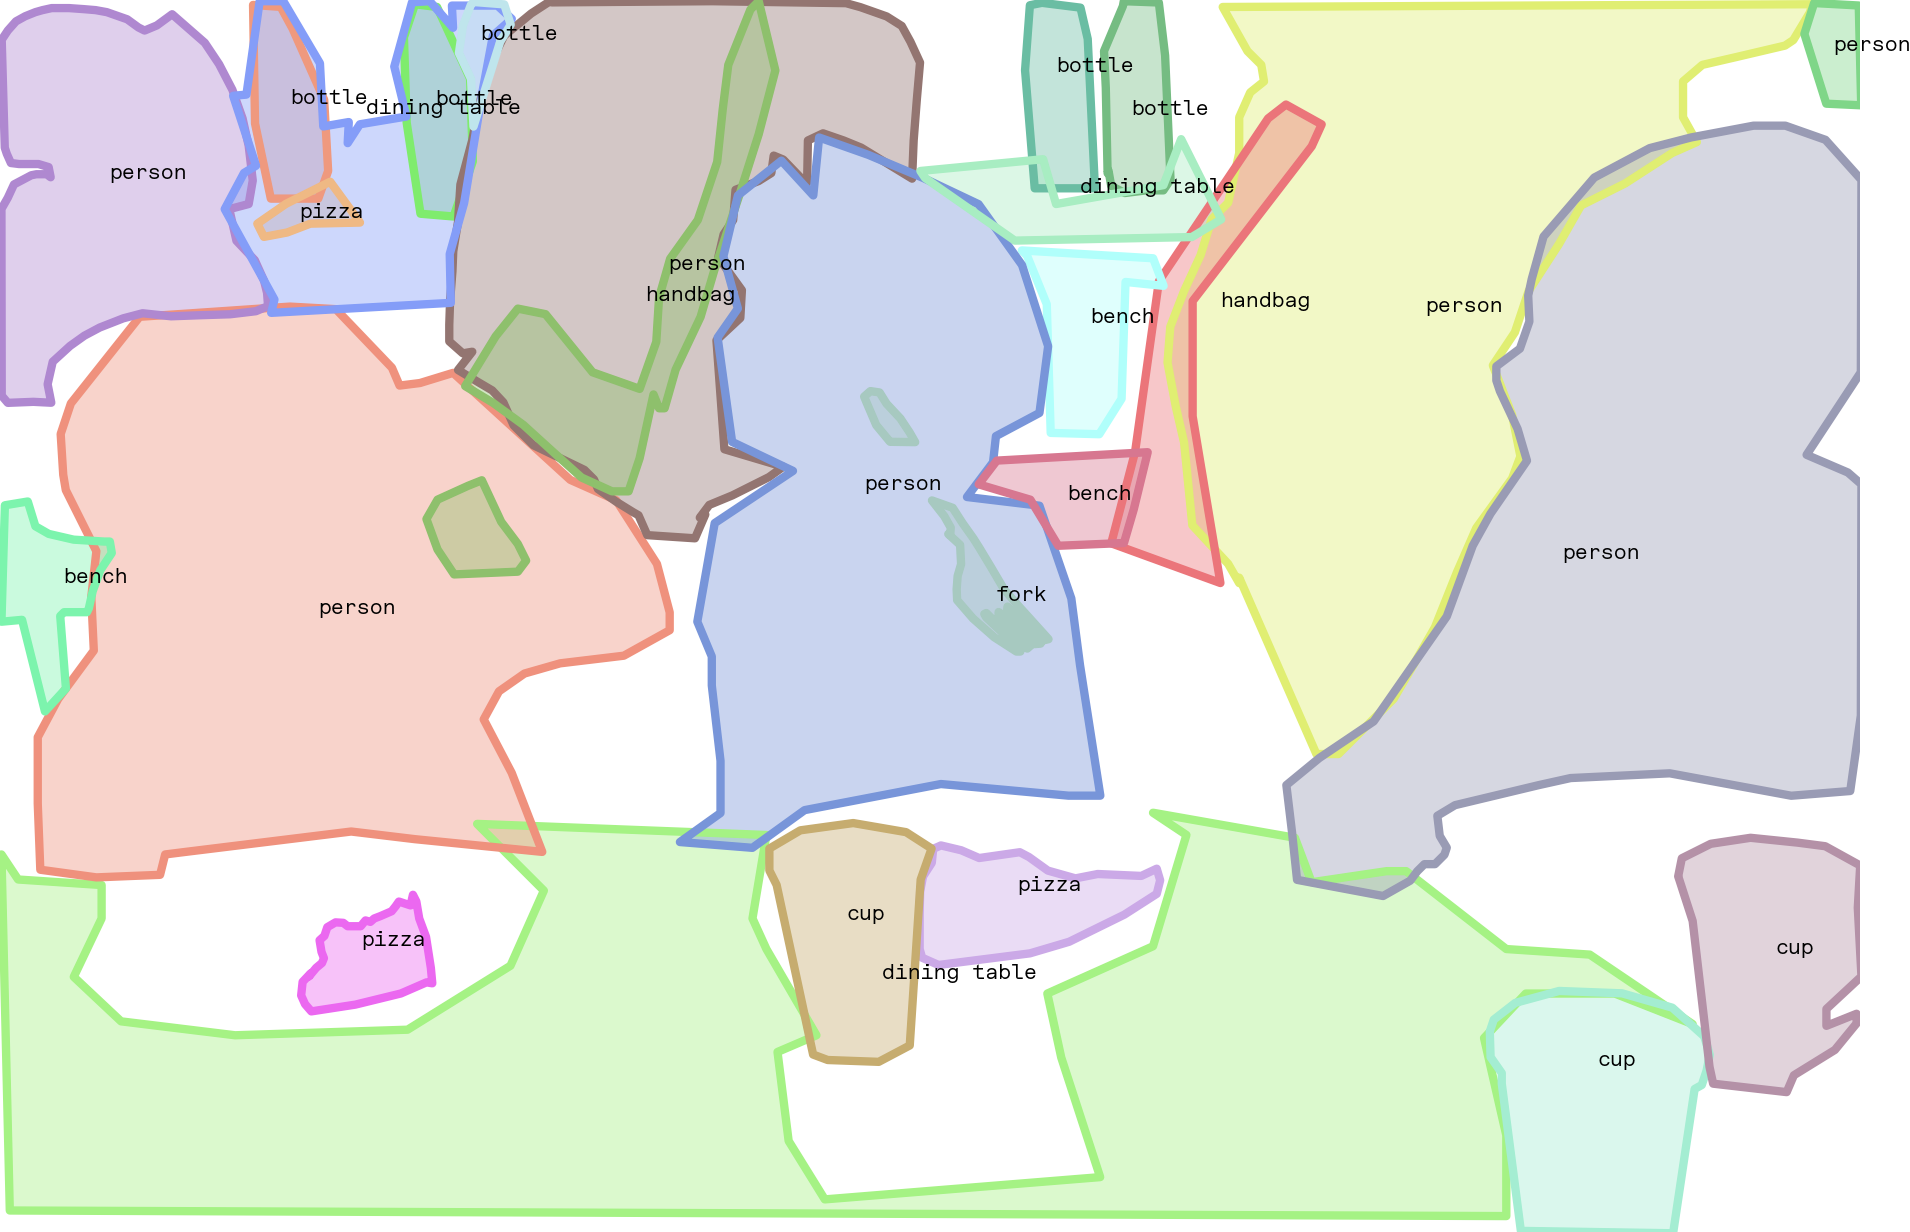 bottle
person
bottle
bottle
bottle
dining table
bottle
person
dining table
pizza
person
handbag
handbag
person
bench
person
bench
person
bench
fork
person
pizza
cup
pizza
cup
dining table
cup